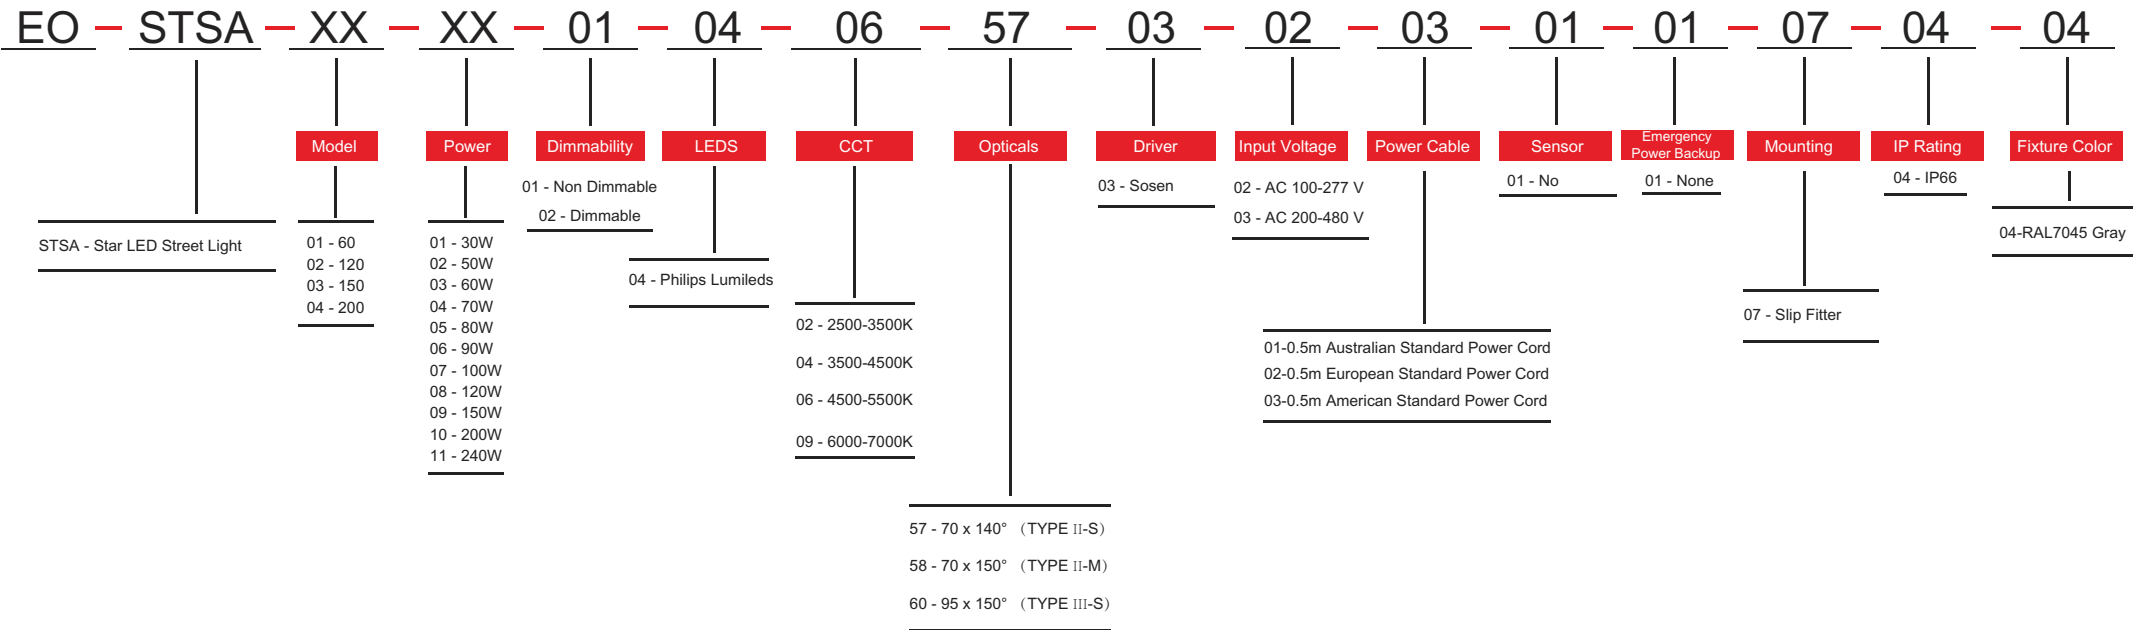 EO — STSA — XX — XX — 01 — 04 — 06 — 57 — 03 — 02 — 03 — 01 — 01 — 07 — 04 — 04
Model
Power
Dimmability
LEDS
CCT
Opticals
Driver
Input Voltage
Power Cable
Sensor
Emergency
Power Backup
Mounting
IP Rating
Fixture Color
STSA - Star LED Street Light
01 - 60
02 - 120
03 - 150
04 - 200
01 - 30W
02 - 50W
03 - 60W
04 - 70W
05 - 80W
06 - 90W
07 - 100W
08 - 120W
09 - 150W
10 - 200W
11 - 240W
01 - Non Dimmable
02 - Dimmable
04 - Philips Lumileds
02 - 2500-3500K
04 - 3500-4500K
06 - 4500-5500K
09 - 6000-7000K
57 - 70 x 140° （TYPE II-S）
58 - 70 x 150° （TYPE II-M）
60 - 95 x 150° （TYPE III-S）
03 - Sosen
02 - AC 100-277 V
03 - AC 200-480 V
01-0.5m Australian Standard Power Cord
02-0.5m European Standard Power Cord
03-0.5m American Standard Power Cord
01 - No
01 - None
07 - Slip Fitter
04 - IP66
04-RAL7045 Gray